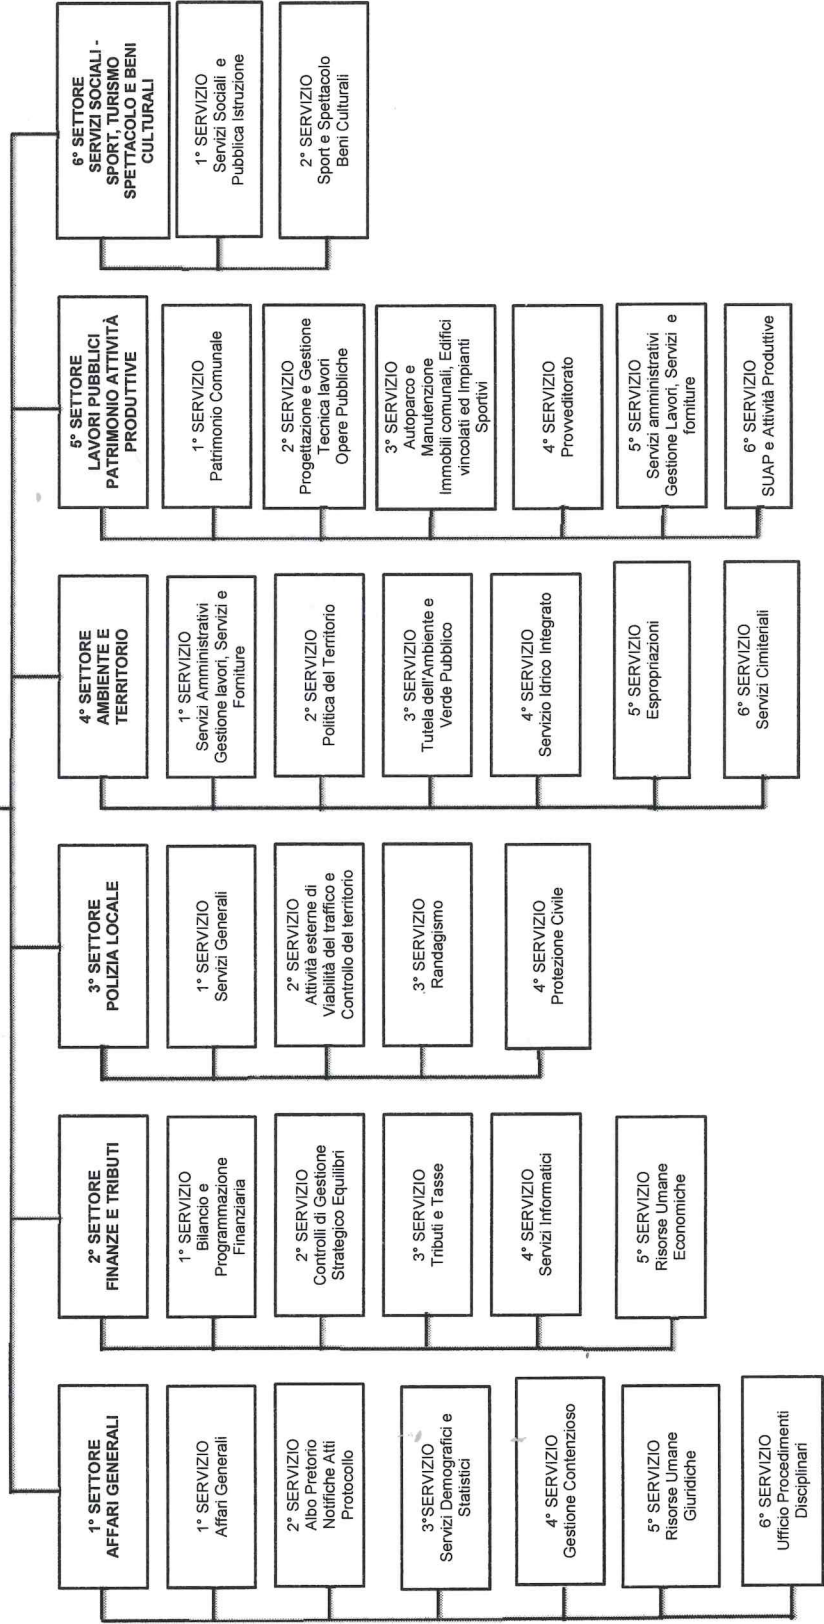 1° SETTORE
AFFARI GENERALI
1° SERVIZIO
Affari Generali
2° SERVIZIO
Albo Pretorio
Notifiche Atti
Protocollo
3°SERVIZIO
Servizi Demografici e
Statistici
4° SERVIZIO
Gestione Contenzioso
5° SERVIZIO
Risorse Umane
Giuridiche
6° SERVIZIO
Ufficio Procedimenti
Disciplinari
2° SETTORE
FINANZE E TRIBUTI
1° SERVIZIO
Bilancio e
Programmazione
Finanziaria
2° SERVIZIO
Controlli di Gestione
Strategico Equilibri
3° SERVIZIO
Tributi e Tasse
4° SERVIZIO
Servizi Informatici
5° SERVIZIO
Risorse Umane
Economiche
3° SETTORE
POLIZIA LOCALE
1° SERVIZIO
Servizi Generali
2° SERVIZIO
Attività esterne di
Viabilità del traffico e
Controllo del territorio
3° SERVIZIO
Randagismo
4° SERVIZIO
Protezione Civile
4° SETTORE
AMBIENTE E
TERRITORIO
1° SERVIZIO
Servizi Amministrativi
Gestione lavori, Servizi e
Forniture
2° SERVIZIO
Politica del Territorio
3° SERVIZIO
Tutela dell'Ambiente e
Verde Pubblico
4° SERVIZIO
Servizio Idrico Integrato
5° SERVIZIO
Espropriazioni
6° SERVIZIO
Servizi Cimiteriali
5° SETTORE
LAVORI PUBBLICI
PATRIMONIO ATTIVITÀ
PRODUTTIVE
1° SERVIZIO
Patrimonio Comunale
2° SERVIZIO
Progettazione e Gestione
Tecnica lavori
Opere Pubbliche
3° SERVIZIO
Autoparco e
Manutenzione
Immobili comunali, Edifici
vincolati ed Impianti
Sportivi
4° SERVIZIO
Provveditorato
5° SERVIZIO
Servizi amministrativi
Gestione Lavori, Servizi e
forniture
6° SERVIZIO
SUAP e Attività Produttive
6° SETTORE
SERVIZI SOCIALI -
SPORT, TURISMO
SPETTACOLO E BENI
CULTURALI
1° SERVIZIO
Servizi Sociali e
Pubblica Istruzione
2° SERVIZIO
Sport e Spettacolo
Beni Culturali